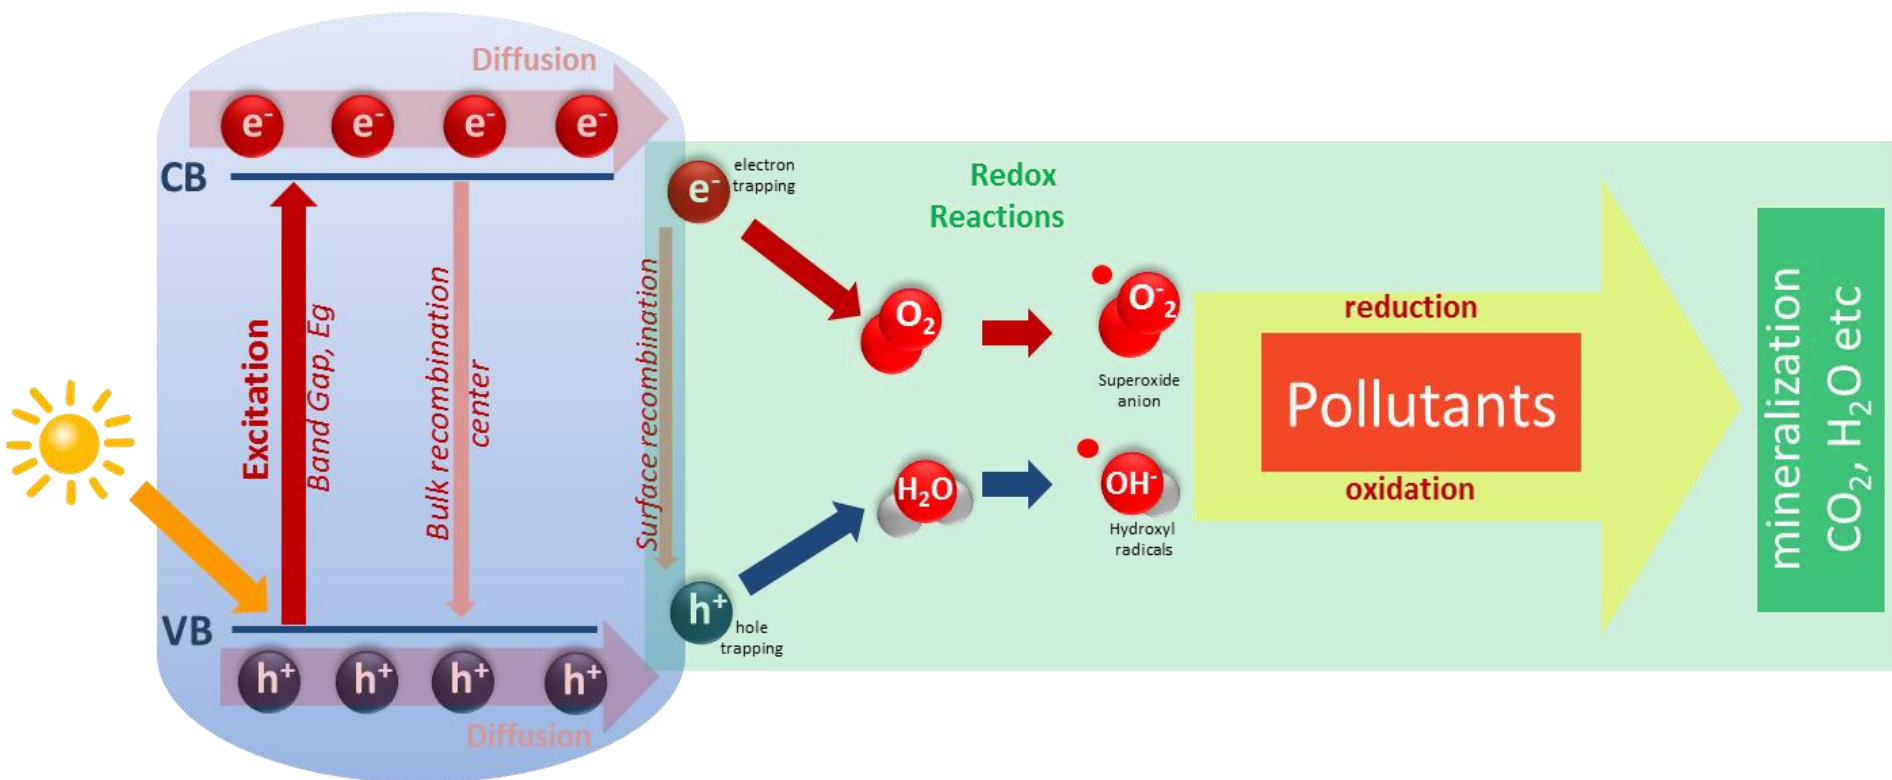 Diffusion
e⁻ e⁻ e⁻ e⁻
CB
Excitation
Band Gap, Eg
Bulk recombination
center
Surface recombination
VB
h⁺ h⁺ h⁺ h⁺
Diffusion
e⁻
electron
trapping
h⁺
hole
trapping
Redox
Reactions
O₂
O⁻₂
Superoxide
anion
H₂O
OH⁻
Hydroxyl
radicals
reduction
Pollutants
oxidation
mineralization
CO₂, H₂O etc